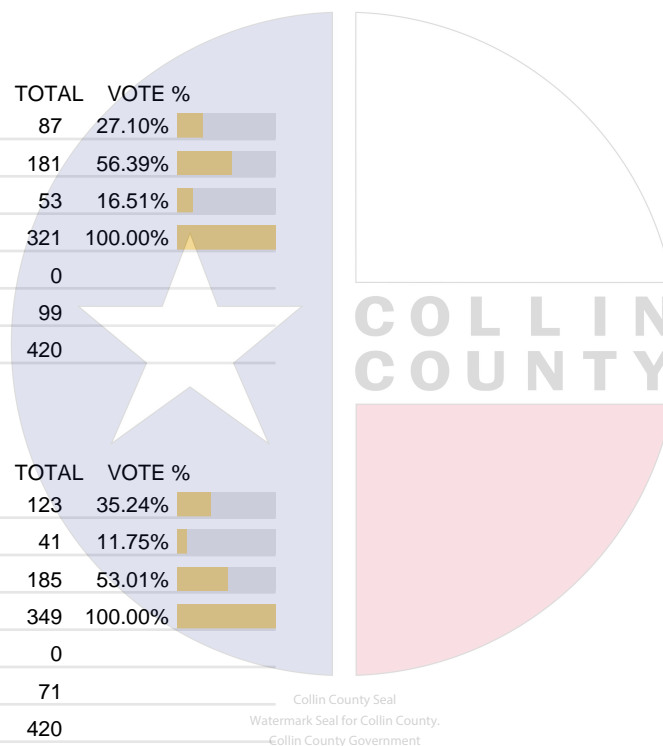 TOTAL VOTE %
87 27.10%
181 56.39%
53 16.51%
321 100.00%
0
99
420
COLLIN
COUNTY
TOTAL VOTE %
123 35.24%
41 11.75%
185 53.01%
349 100.00%
0
71
420
Collin County Seal
Watermark Seal for Collin County.
Collin County Government